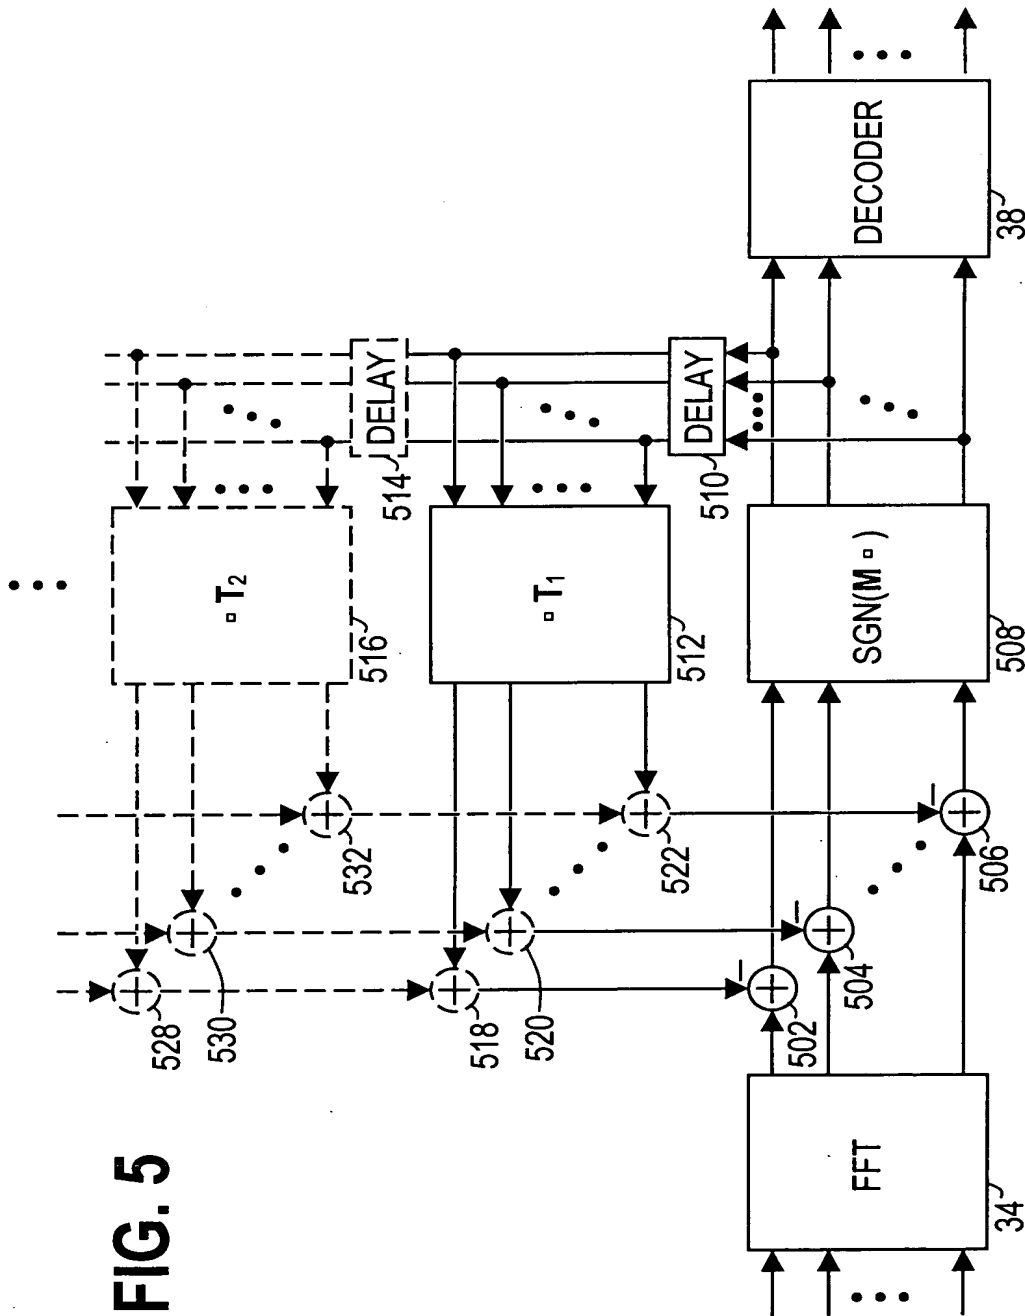 FIG. 5
528
530
532
▫ T₂
516
DELAY
514
518
520
522
▫ T₁
512
DELAY
510
FFT
34
502
504
506
SGN(M ▫ )
508
DECODER
38